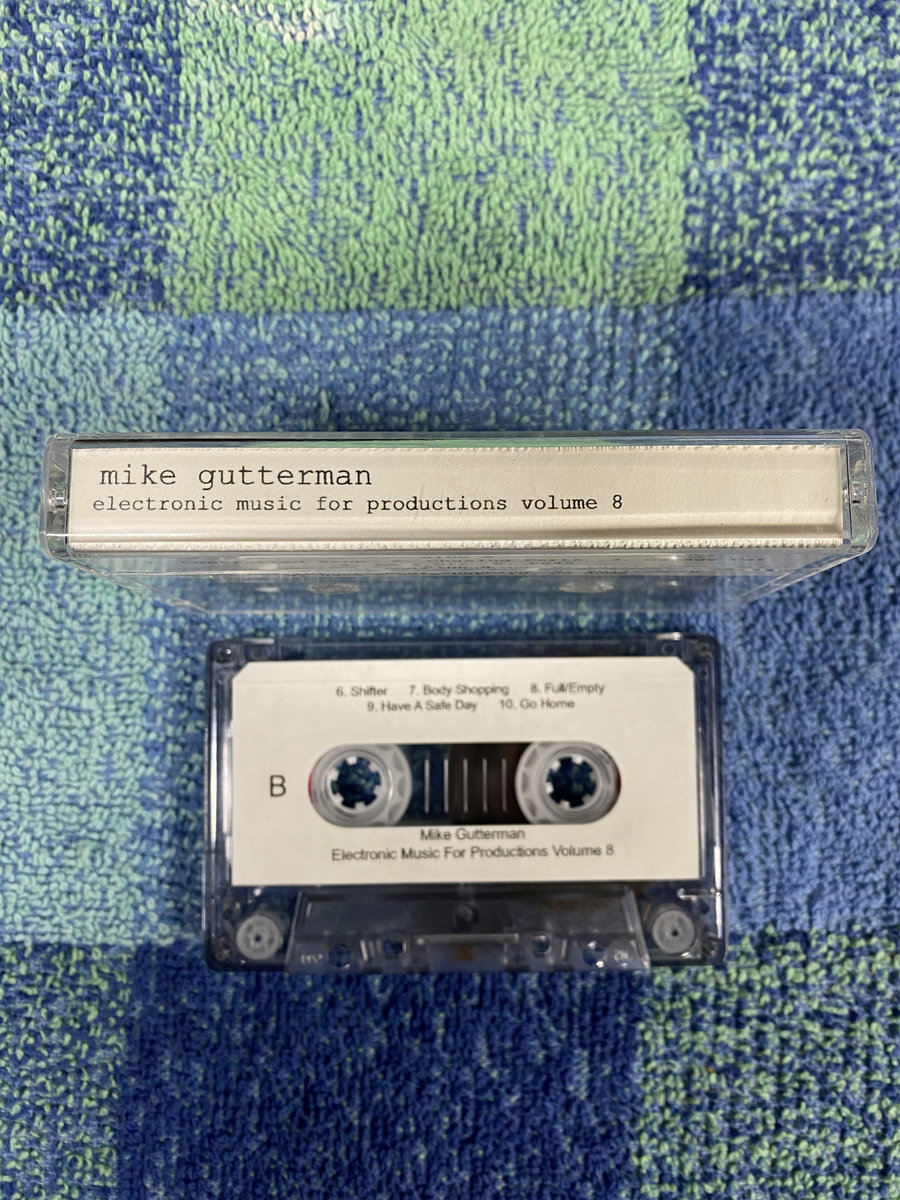 mike gutterman
electronic music for productions volume 8
6. Shifter 7. Body Shopping 8. Full/Empty
9. Have A Safe Day 10. Go Home
B
Mike Gutterman
Electronic Music For Productions Volume 8